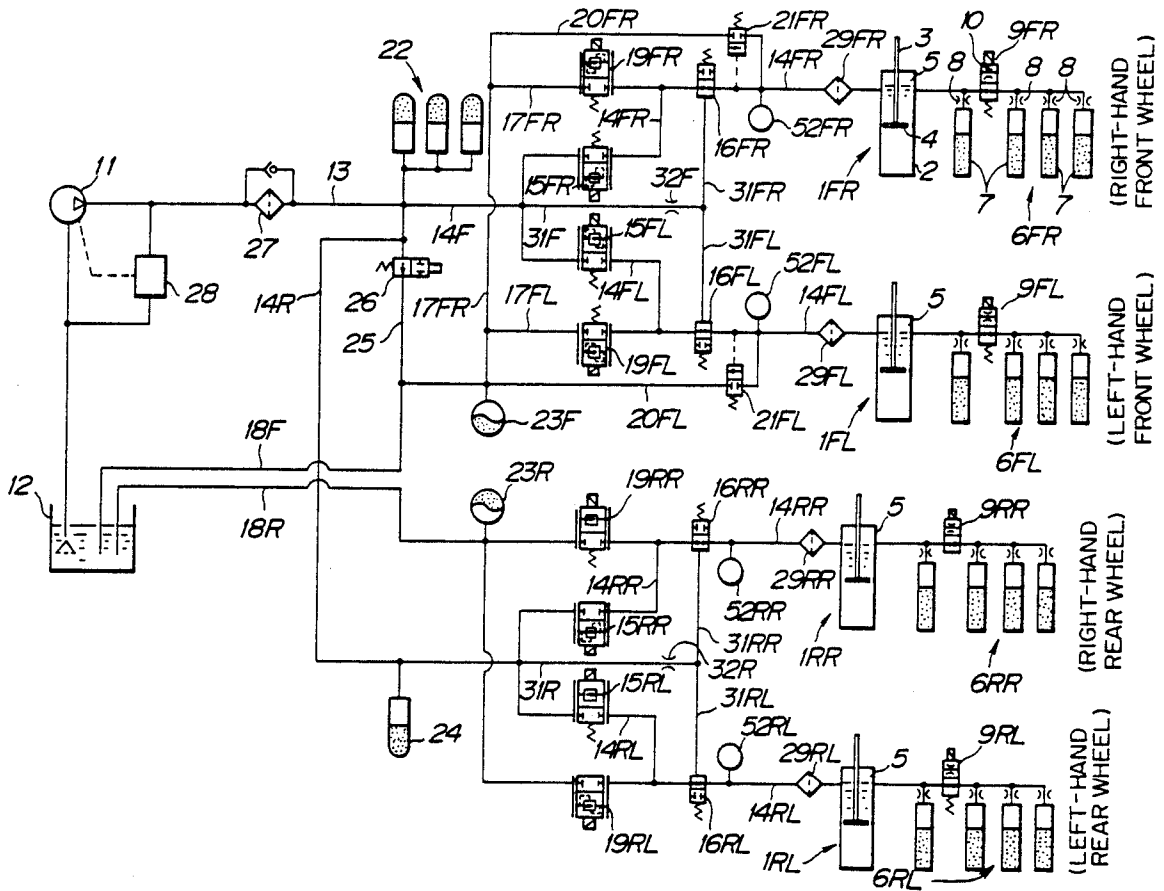 20FR
21FR
10
3
9FR
22
19FR
14FR
29FR
8
5
8
8
17FR
14FR
52FR
16FR
4
11
13
15FR
32F
31FR
1FR
2
7
7
6FR
(RIGHT-HAND
FRONT WHEEL)
27
14F
31F
15FL
31FL
16FL
52FL
28
14R
26
17FR
17FL
14FL
14FL
5
9FL
25
19FL
29FL
23F
20FL
21FL
1FL
6FL
(LEFT-HAND
FRONT WHEEL)
18F
12
18R
23R
19RR
16RR
14RR
5
9RR
14RR
29RR
52RR
15RR
31RR
1RR
6RR
(RIGHT-HAND
REAR WHEEL)
31R
32R
15RL
31RL
24
14RL
52RL
29RL
5
9RL
19RL
16RL
14RL
1RL
6RL
(LEFT-HAND
REAR WHEEL)